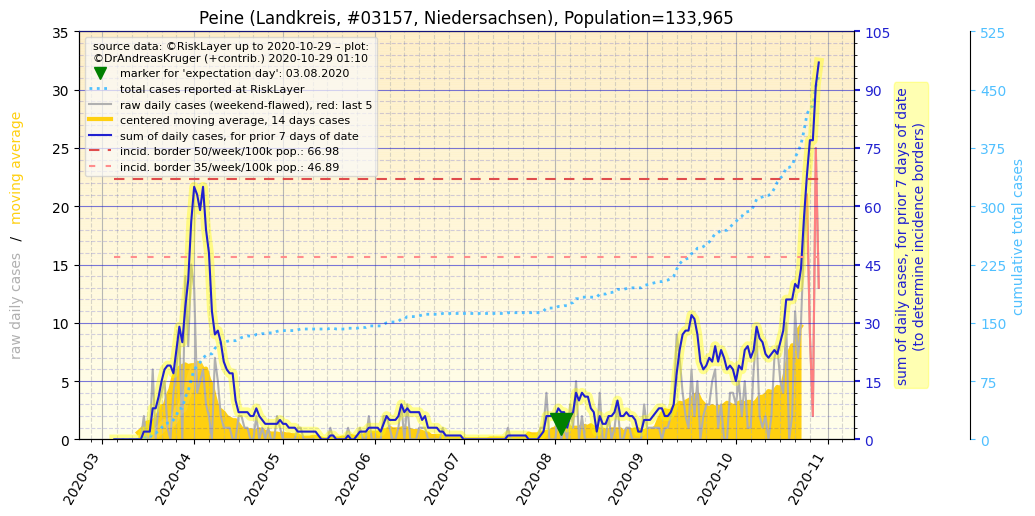 Peine (Landkreis, #03157, Niedersachsen), Population=133,965
source data: ©RiskLayer up to 2020-10-29 – plot:
©DrAndreasKruger (+contrib.) 2020-10-29 01:10
marker for 'expectation day': 03.08.2020
total cases reported at RiskLayer
raw daily cases (weekend-flawed), red: last 5
centered moving average, 14 days cases
sum of daily cases, for prior 7 days of date
incid. border 50/week/100k pop.: 66.98
incid. border 35/week/100k pop.: 46.89
raw daily cases / moving average
35
30
25
20
15
10
5
0
105
90
75
60
45
30
15
0
sum of daily cases, for prior 7 days of date
(to determine incidence borders)
525
450
375
300
225
150
75
0
cumulative total cases
2020-03
2020-04
2020-05
2020-06
2020-07
2020-08
2020-09
2020-10
2020-11